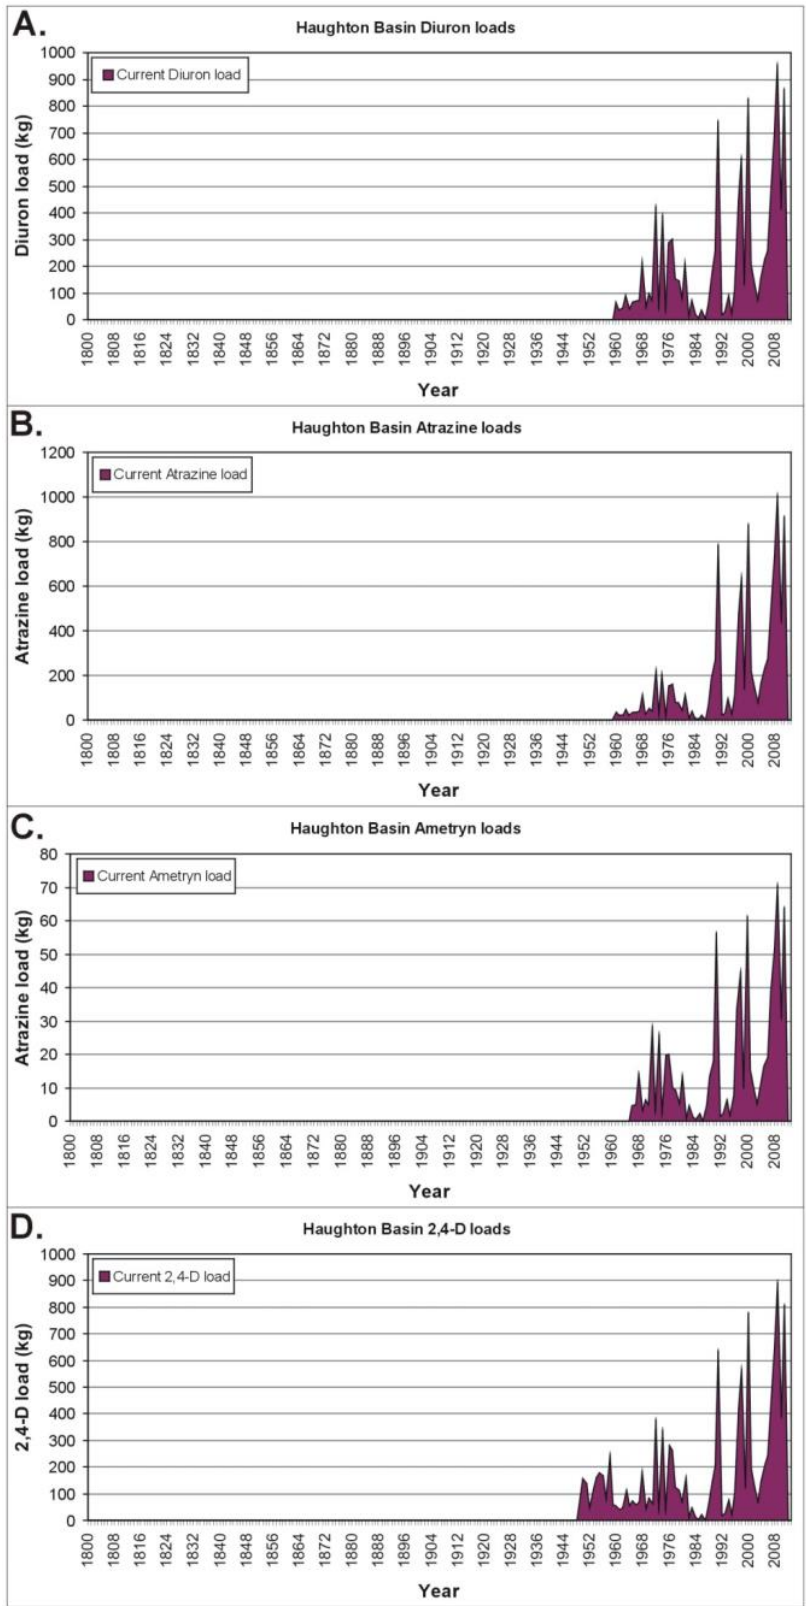 A.
Haughton Basin Diuron loads
Current Diuron load
Diuron load (kg)
1000
900
800
700
600
500
400
300
200
100
0
1800 1808 1816 1824 1832 1840 1848 1856 1864 1872 1880 1888 1896 1904 1912 1920 1928 1936 1944 1952 1960 1968 1976 1984 1992 2000 2008
Year
B.
Haughton Basin Atrazine loads
Current Atrazine load
Atrazine load (kg)
1200
1000
800
600
400
200
0
1800 1808 1816 1824 1832 1840 1848 1856 1864 1872 1880 1888 1896 1904 1912 1920 1928 1936 1944 1952 1960 1968 1976 1984 1992 2000 2008
Year
C.
Haughton Basin Ametryn loads
Current Ametryn load
Atrazine load (kg)
80
70
60
50
40
30
20
10
0
1800 1808 1816 1824 1832 1840 1848 1856 1864 1872 1880 1888 1896 1904 1912 1920 1928 1936 1944 1952 1960 1968 1976 1984 1992 2000 2008
Year
D.
Haughton Basin 2,4-D loads
Current 2,4-D load
2,4-D load (kg)
1000
900
800
700
600
500
400
300
200
100
0
1800 1808 1816 1824 1832 1840 1848 1856 1864 1872 1880 1888 1896 1904 1912 1920 1928 1936 1944 1952 1960 1968 1976 1984 1992 2000 2008
Year